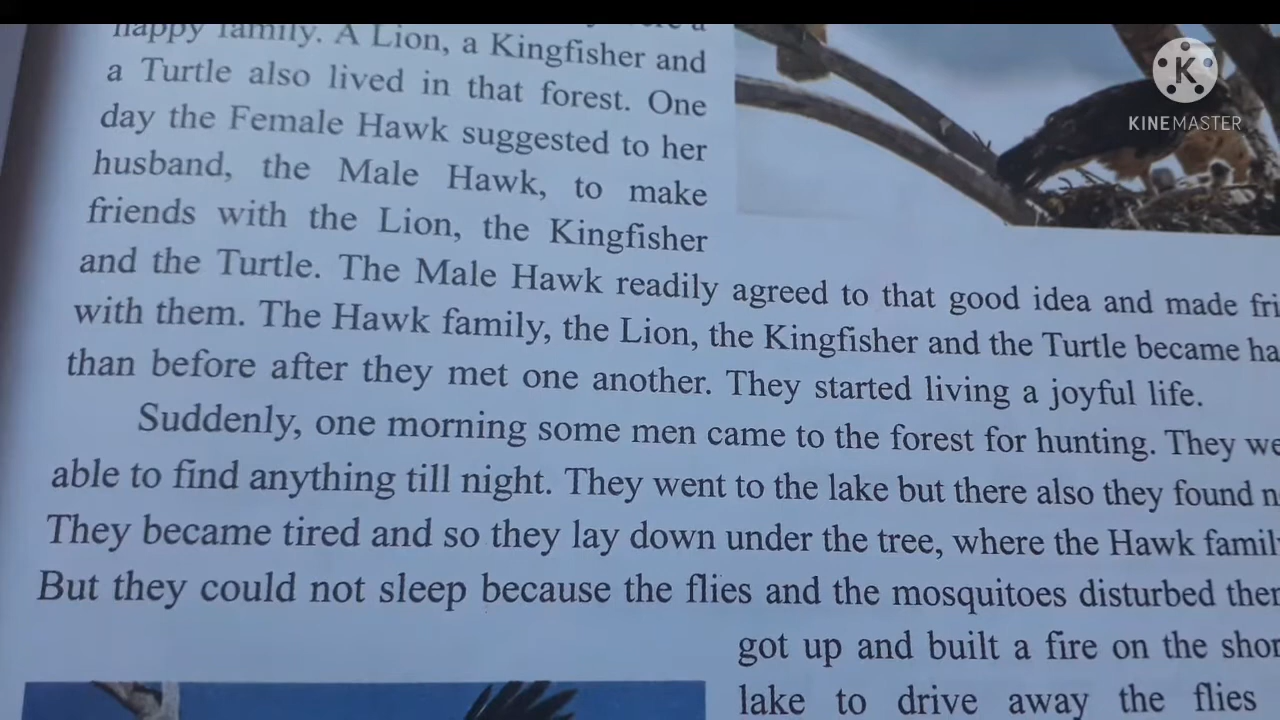 happy family. A Lion, a Kingfisher and
a Turtle also lived in that forest. One
day the Female Hawk suggested to her
husband, the Male Hawk, to make
friends with the Lion, the Kingfisher
and the Turtle. The Male Hawk readily agreed to that good idea and made fri
with them. The Hawk family, the Lion, the Kingfisher and the Turtle became ha
than before after they met one another. They started living a joyful life.
Suddenly, one morning some men came to the forest for hunting. They we
able to find anything till night. They went to the lake but there also they found n
They became tired and so they lay down under the tree, where the Hawk famil
But they could not sleep because the flies and the mosquitoes disturbed the
got up and built a fire on the shor
lake to drive away the flies
K
KINEMASTER